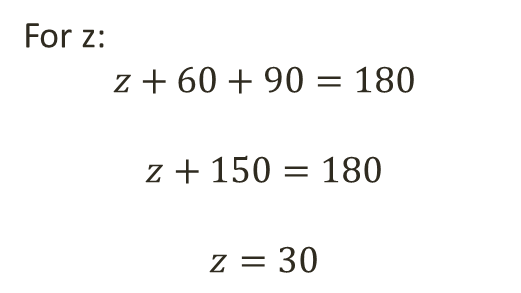 For z:
z + 60 + 90 = 180
z + 150 = 180
z = 30